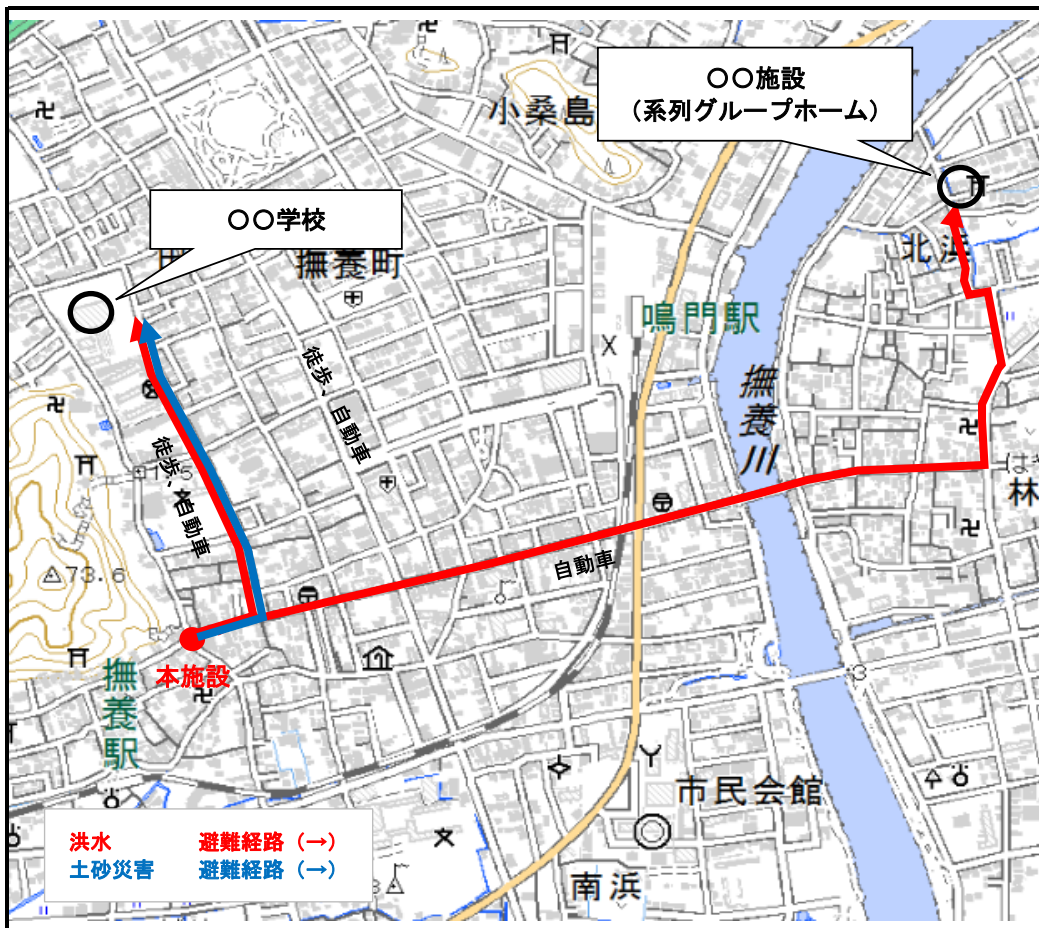 小桑島
〇〇施設
（系列グループホーム）
〇〇学校
撫養町
北浜
鳴門駅
撫養川
徒歩、自動車
徒歩、自動車
林
自動車
73.6
本施設
撫養駅
市民会館
洪水 避難経路（→）
土砂災害 避難経路（→）
南浜